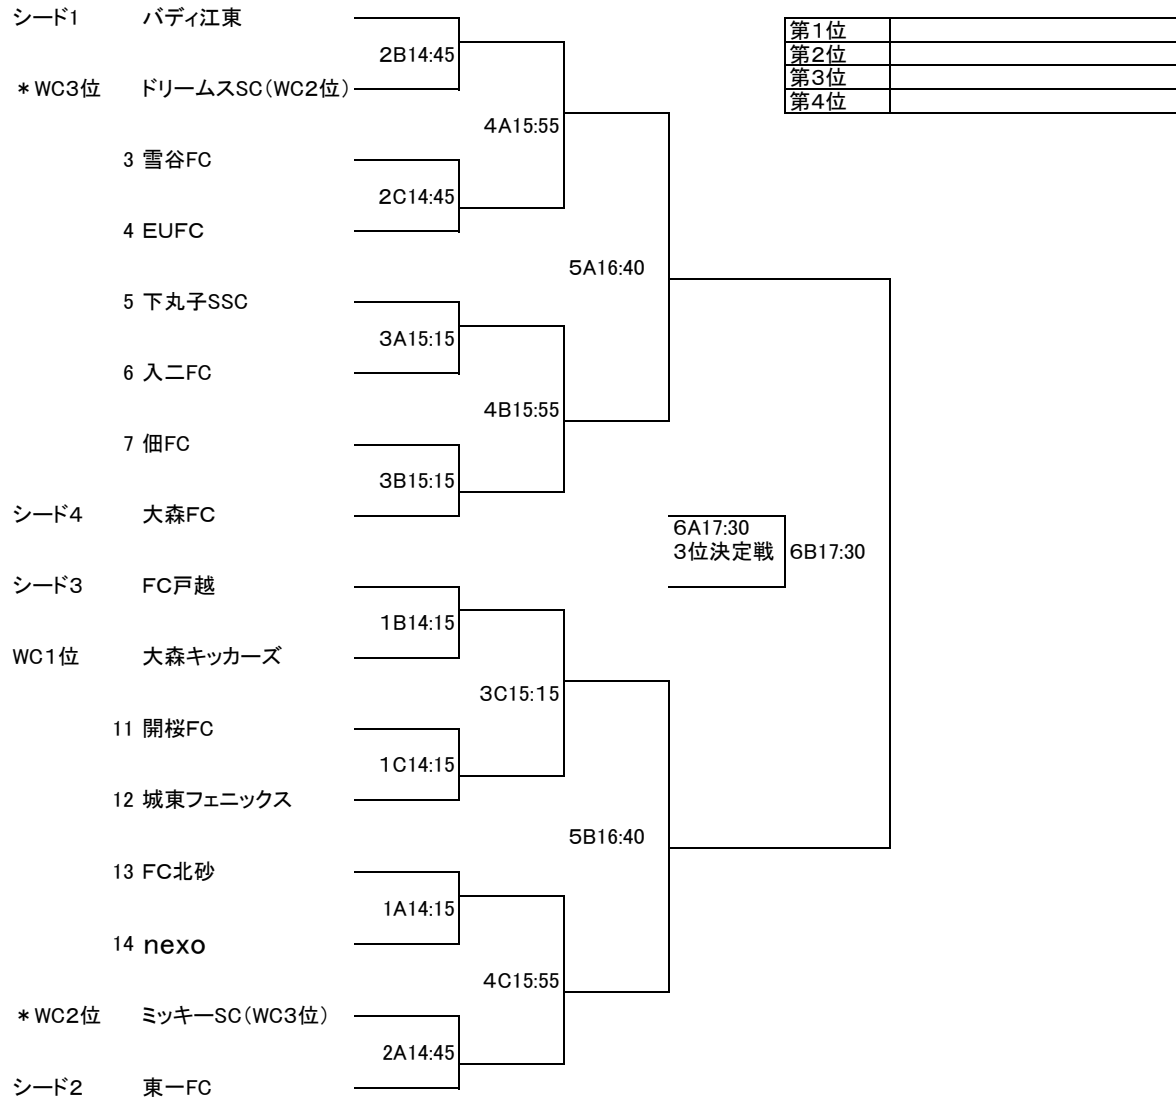 シード1 バディ江東
第1位
2B14:45
第2位
第3位
*WC3位 ドリームスSC(WC2位)
第4位
4A15:55
3 雪谷FC
2C14:45
4 EUFC
5A16:40
5 下丸子SSC
3A15:15
6 入二FC
4B15:55
7 佃FC
3B15:15
シード4 大森FC
6A17:30
3位決定戦 6B17:30
シード3 FC戸越
1B14:15
WC1位 大森キッカーズ
3C15:15
11 開桜FC
1C14:15
12 城東フェニックス
5B16:40
13 FC北砂
1A14:15
14 nexo
4C15:55
*WC2位 ミッキーSC(WC3位)
2A14:45
シード2 東一FC